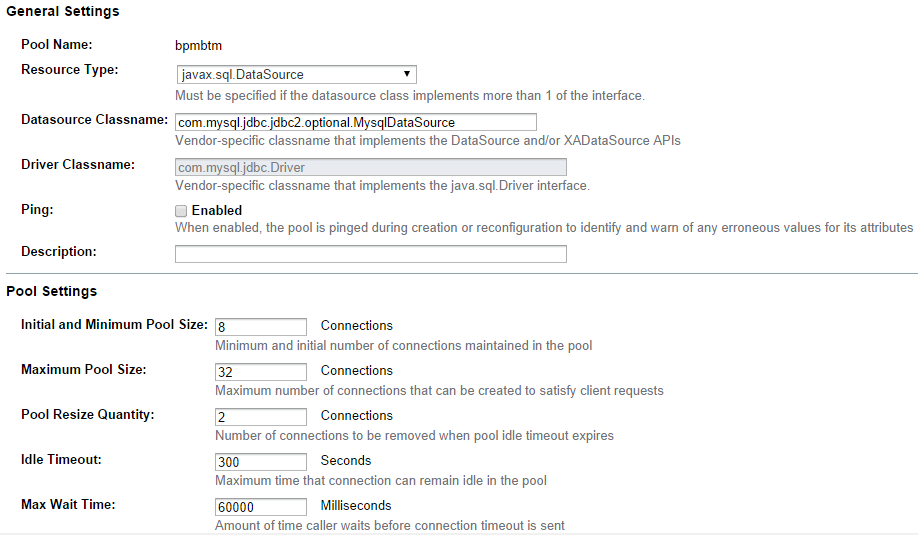 General Settings
Pool Name: bpmbtm
Resource Type: javax.sql.DataSource
Must be specified if the datasource class implements more than 1 of the interface.
Datasource Classname: com.mysql.jdbc.jdbc2.optional.MysqlDataSource
Vendor-specific classname that implements the DataSource and/or XADataSource APIs
Driver Classname: com.mysql.jdbc.Driver
Vendor-specific classname that implements the java.sql.Driver interface.
Ping: Enabled
When enabled, the pool is pinged during creation or reconfiguration to identify and warn of any erroneous values for its attributes
Description:
Pool Settings
Initial and Minimum Pool Size: 8 Connections
Minimum and initial number of connections maintained in the pool
Maximum Pool Size: 32 Connections
Maximum number of connections that can be created to satisfy client requests
Pool Resize Quantity: 2 Connections
Number of connections to be removed when pool idle timeout expires
Idle Timeout: 300 Seconds
Maximum time that connection can remain idle in the pool
Max Wait Time: 60000 Milliseconds
Amount of time caller waits before connection timeout is sent